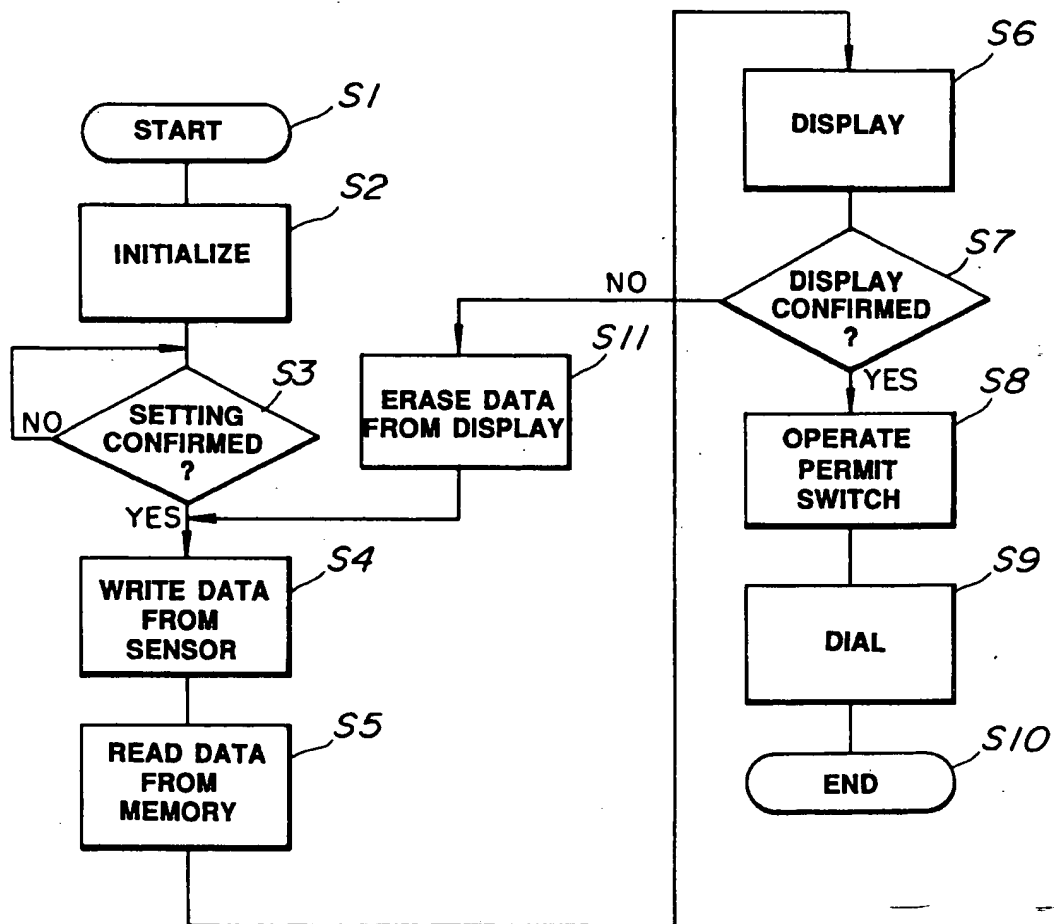 S1
START
S2
INITIALIZE
S3
SETTING
CONFIRMED
?
NO
YES
S4
WRITE DATA
FROM
SENSOR
S5
READ DATA
FROM
MEMORY
S6
DISPLAY
S7
DISPLAY
CONFIRMED
?
NO
YES
S11
ERASE DATA
FROM DISPLAY
S8
OPERATE
PERMIT
SWITCH
S9
DIAL
S10
END